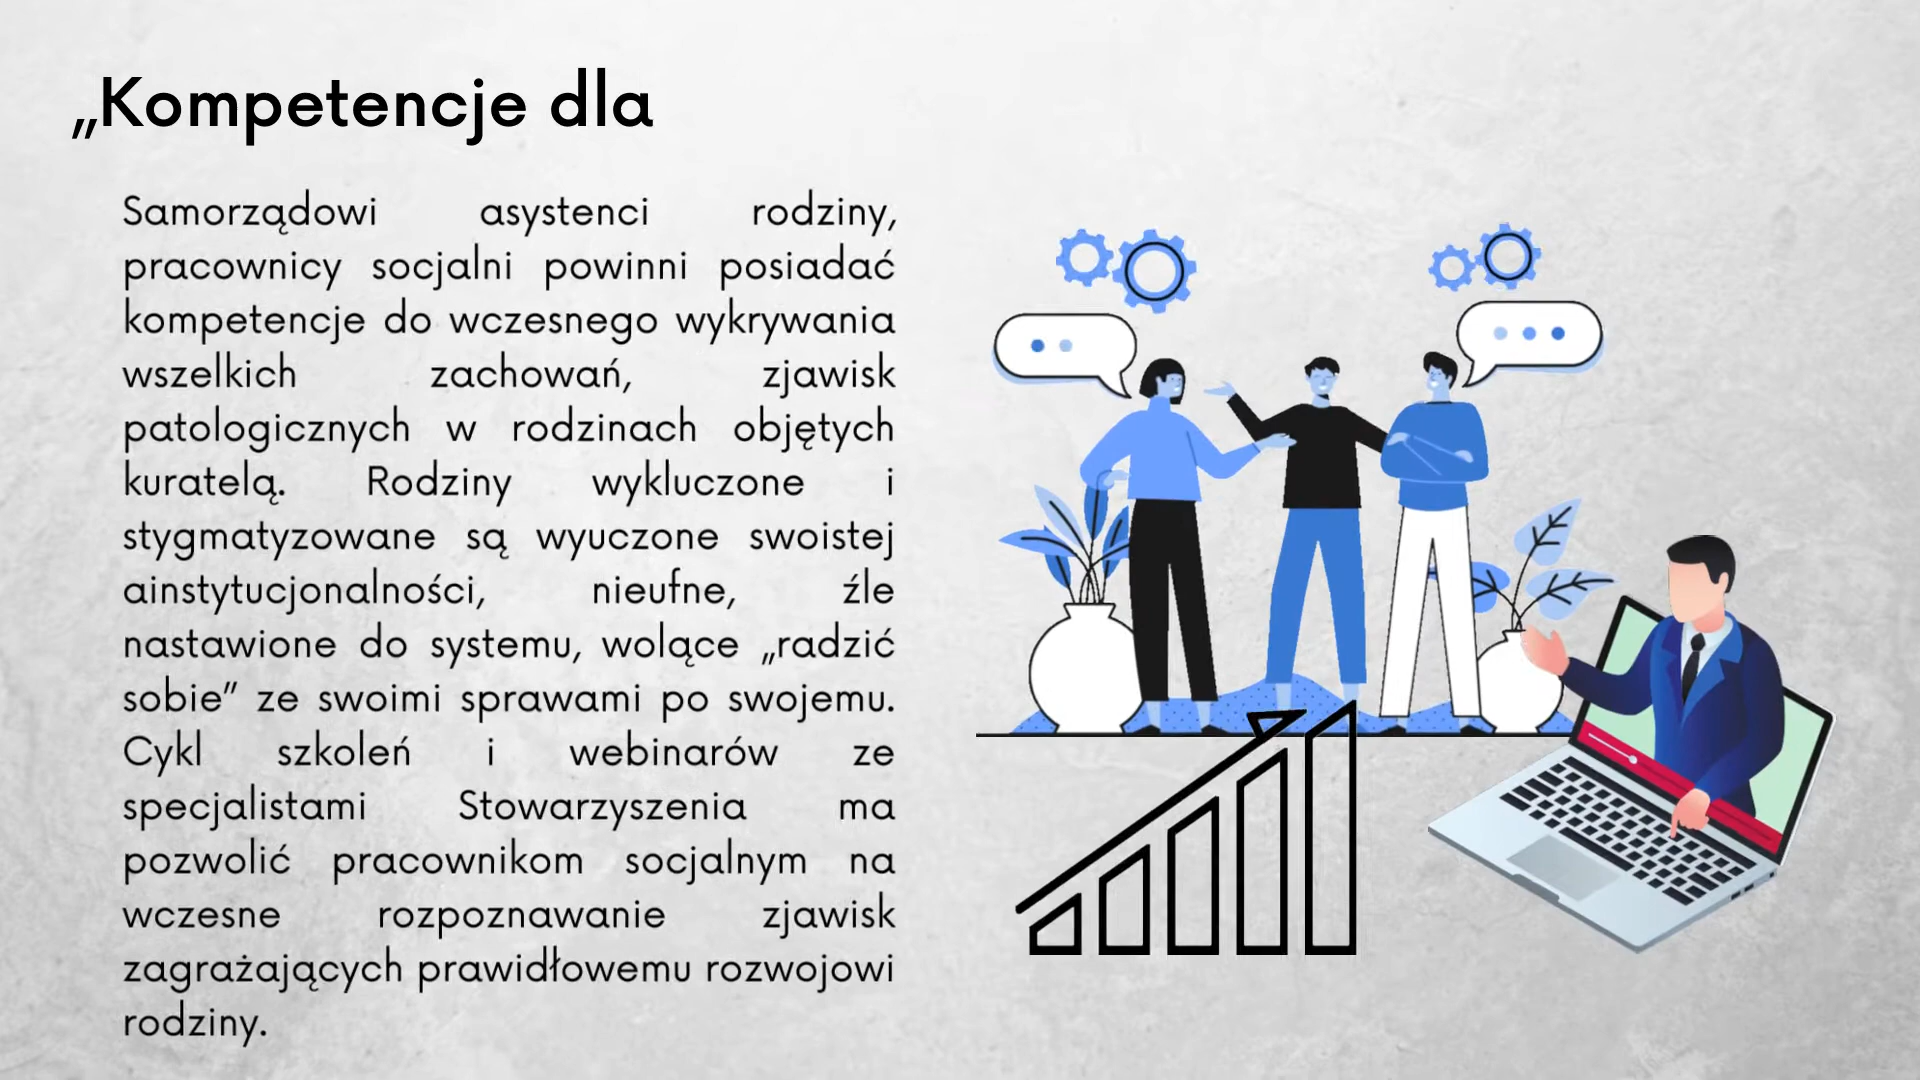 „Kompetencje dla
Samorządowi asystenci rodziny,
pracownicy socjalni powinni posiadać
kompetencje do wczesnego wykrywania
wszelkich zachowań, zjawisk
patologicznych w rodzinach objętych
kuratelą. Rodziny wykluczone i
stygmatyzowane są wyuczone swoistej
ainstytucjonalności, nieufne, źle
nastawione do systemu, wolące „radzić
sobie” ze swoimi sprawami po swojemu.
Cykl szkoleń i webinarów ze
specjalistami Stowarzyszenia ma
pozwolić pracownikom socjalnym na
wczesne rozpoznawanie zjawisk
zagrażających prawidłowemu rozwojowi
rodziny.